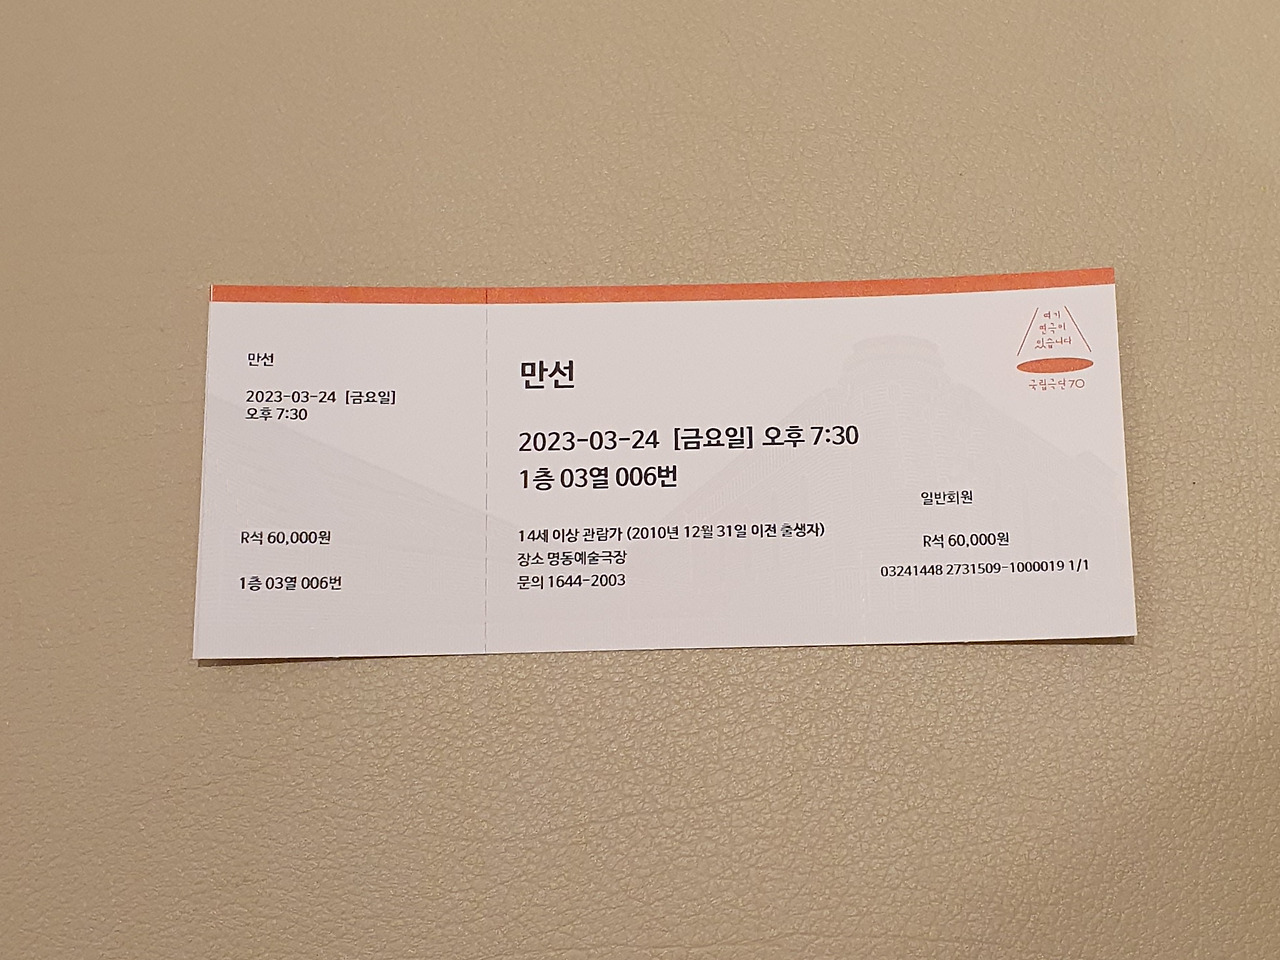 만선
2023-03-24 [금요일]
오후 7:30
R석 60,000원
1층 03열 006번
만선
2023-03-24 [금요일] 오후 7:30
1층 03열 006번
14세 이상 관람가 (2010년 12월 31일 이전 출생자)
장소 명동예술극장
문의 1644-2003
여기
연극이
있습니다
국립극단70
일반회원
R석 60,000원
03241448 2731509-1000019 1/1